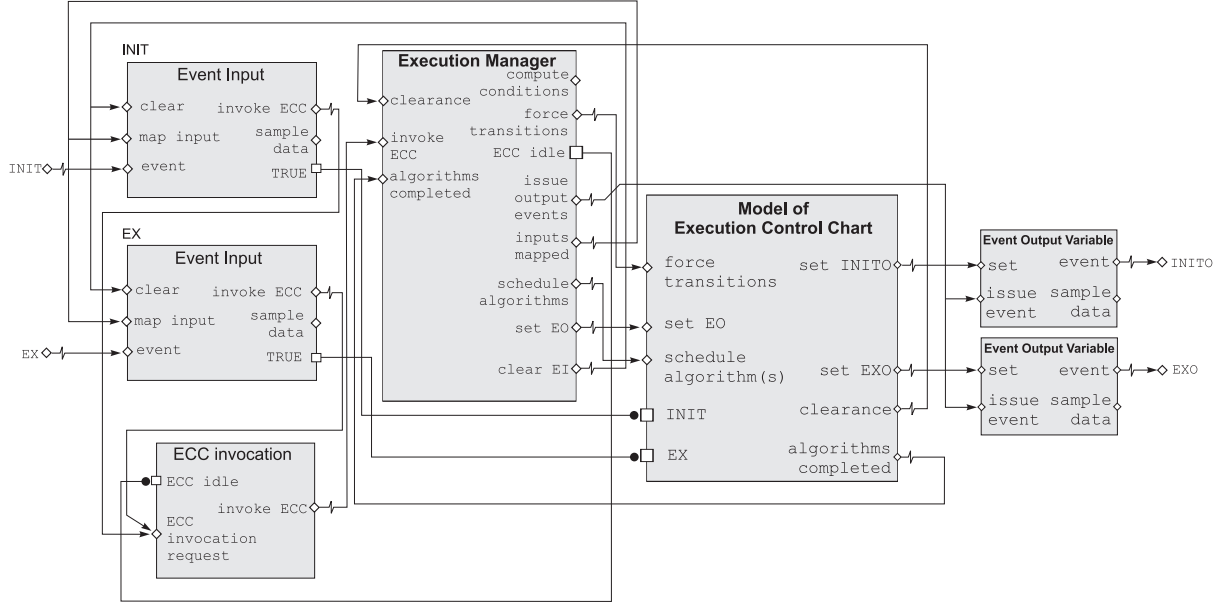 INIT
Event Input
clear
invoke ECC
map input
sample
data
event
TRUE
INIT
EX
Event Input
clear
invoke ECC
map input
sample
data
event
TRUE
EX
ECC invocation
ECC idle
invoke ECC
ECC
invocation
request
Execution Manager
compute
conditions
clearance
force
transitions
invoke
ECC
ECC idle
algorithms
completed
issue
output
events
inputs
mapped
schedule
algorithms
set EO
clear EI
Model of
Execution Control Chart
force
transitions
set INITO
set EO
schedule
algorithm(s)
set EXO
INIT
clearance
EX
algorithms
completed
Event Output Variable
set
event
issue
event
sample
data
INITO
Event Output Variable
set
event
issue
event
sample
data
EXO